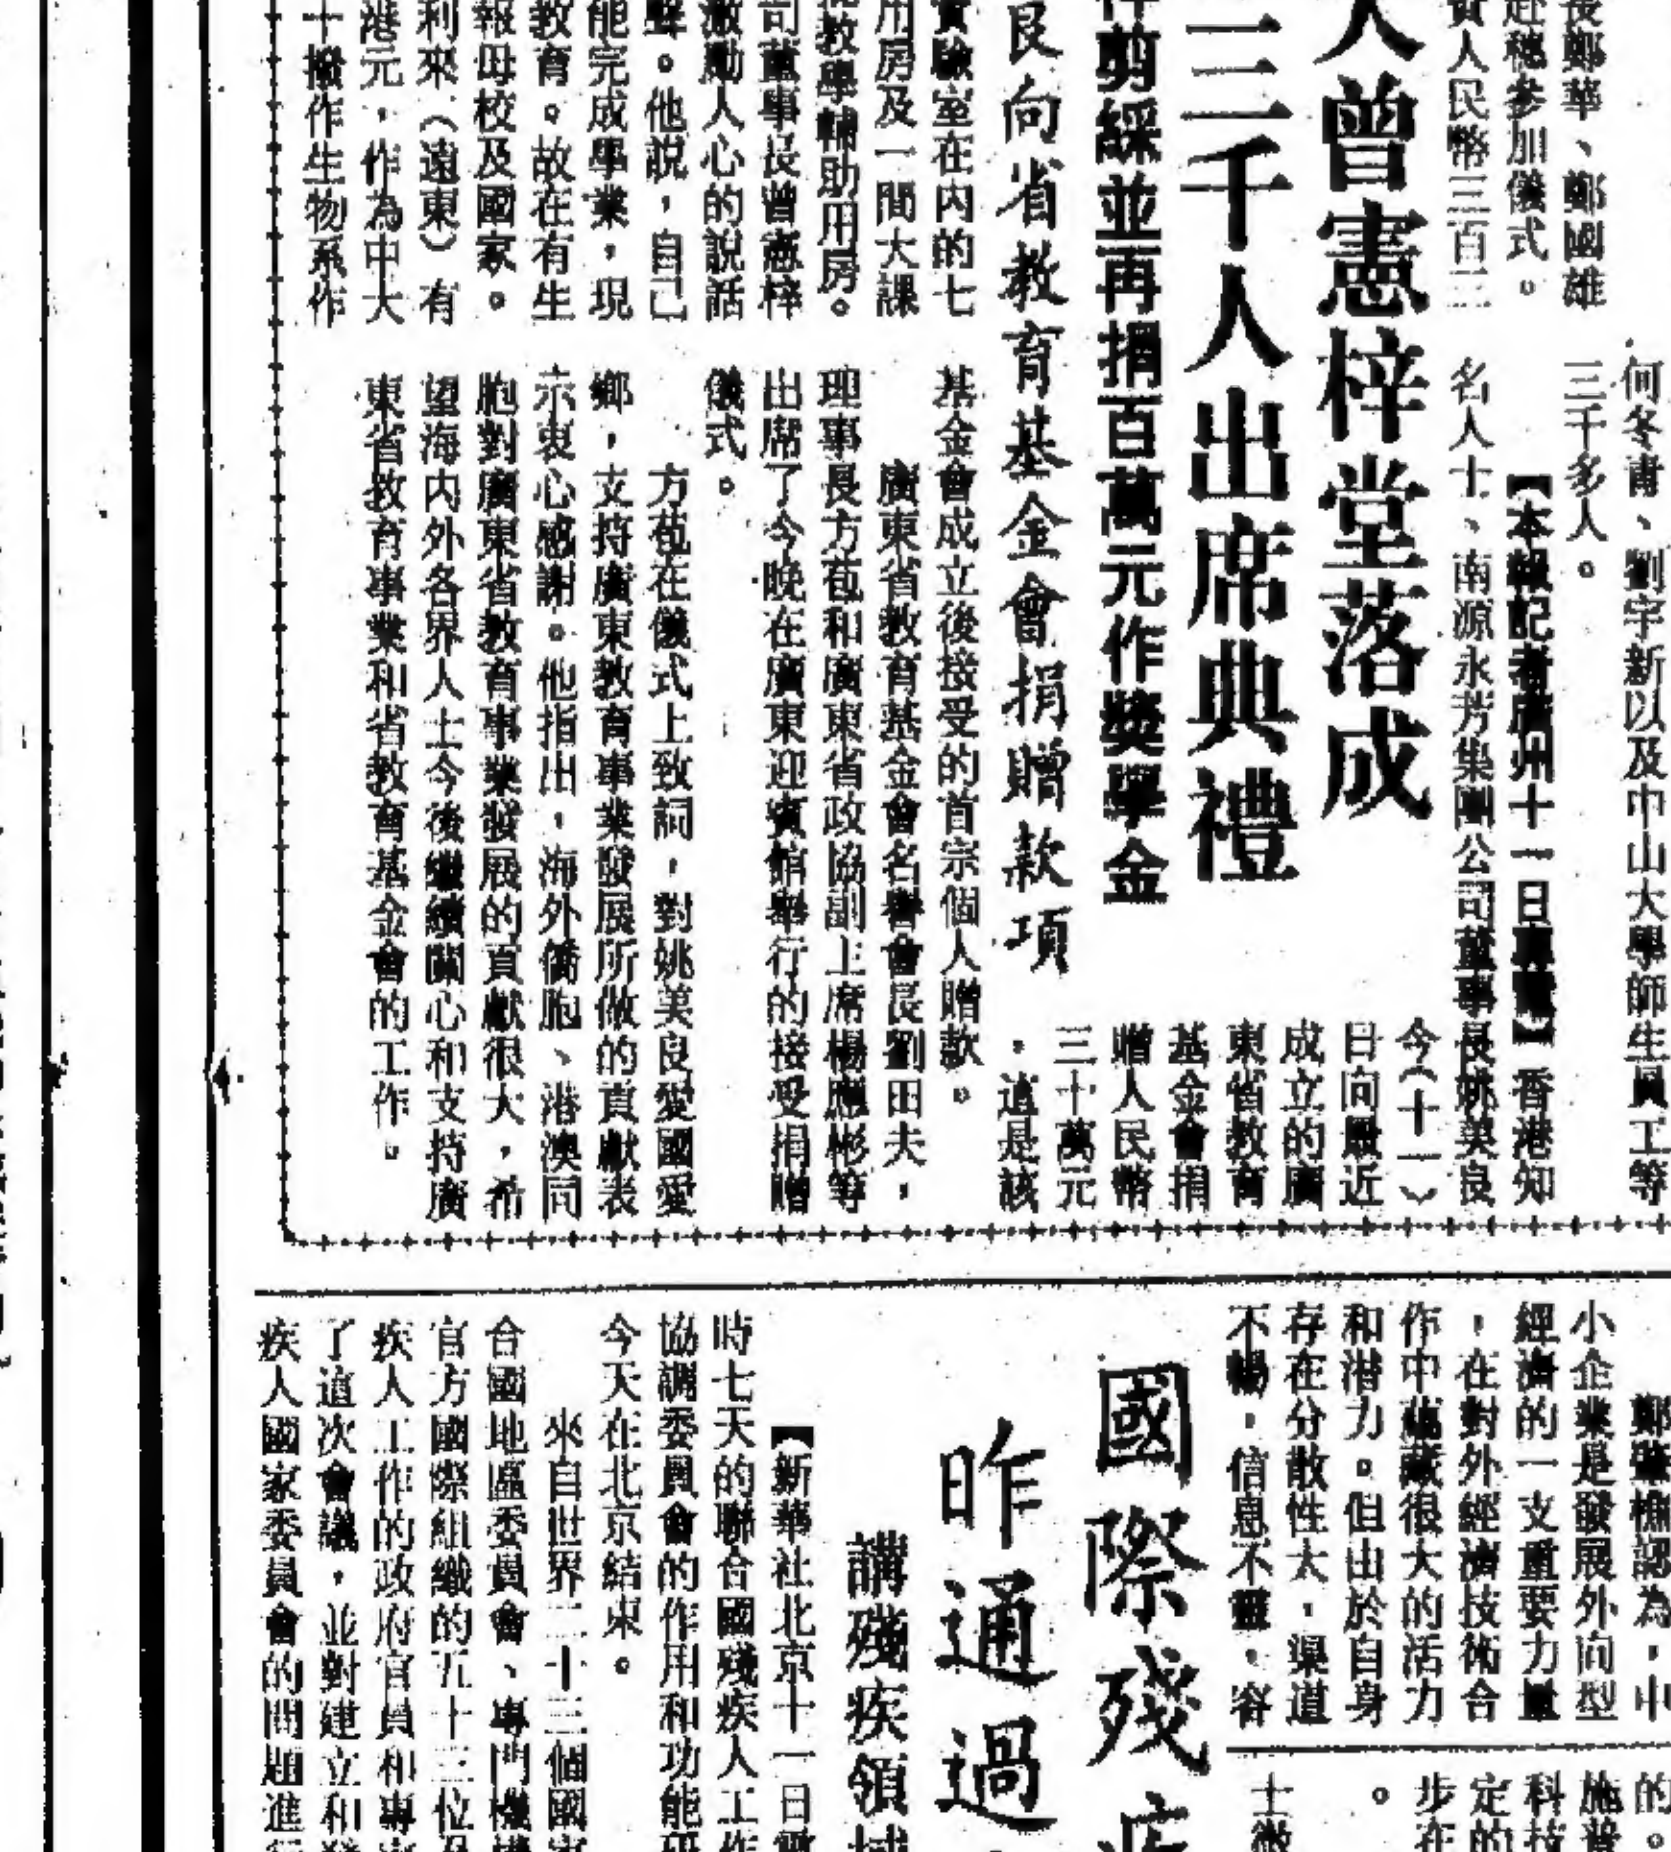 長鄭華、鄭國雄
赴穗參加儀式。
資人民幣三百三
人曾憲梓堂落成
三千人出席典禮
剪綵並再捐百萬元作獎學金
良向省教育基金會捐贈款項
實驗室在內的七
用房及一間大課
教學輔助用房。
司董事長曾憲梓
激勵人心的說話
。他說，自己
能完成學業，現
教育。故在有生
報母校及國家。
利來（遠東）有
港元，作為中大
十撥作生物系作
何冬青、劉宇新以及中山大學師生員工等
三千多人。
【本報記者廣州十一日專電】香港知
名人士、南源永芳集團公司董事長姚美良
今（十一）
日向最近
成立的廣
東省教育
基金會捐
贈人民幣
三十萬元
，這是該
基金會成立後接受的首宗個人贈款。
廣東省教育基金會名譽會長劉田夫，
理事長方苞和廣東省政協副主席楊應彬等
出席了今晚在廣東迎賓館舉行的接受捐贈
儀式。
方苞在儀式上致詞，對姚美良愛國愛
鄉，支持廣東教育事業發展所做的貢獻表
示衷心感謝。他指出，海外僑胞、港澳同
胞對廣東省教育事業發展的貢獻很大，希
望海內外各界人士今後繼續關心和支持廣
東省教育事業和省教育基金會的工作。
認為，中
小企業是發展外向型
經濟的一支重要力量
，在對外經濟技術合
作中蘊藏很大的活力
和潛力。但由於自身
存在分散性大，渠道
不暢，信息不靈，容
的。
施普
科技
定的
步在
。
士
國際殘疾
昨通過
講殘疾領域
【新華社北京十一日電
時七天的聯合國殘疾人工作
協調委員會的作用和功能研
今天在北京結束。
來自世界二十三個國家
合國地區委員會、專門機構
官方國際組織的五十三位
疾人工作的政府官員和專家
了這次會議，並對建立和發
疾人國家委員會的問題進行